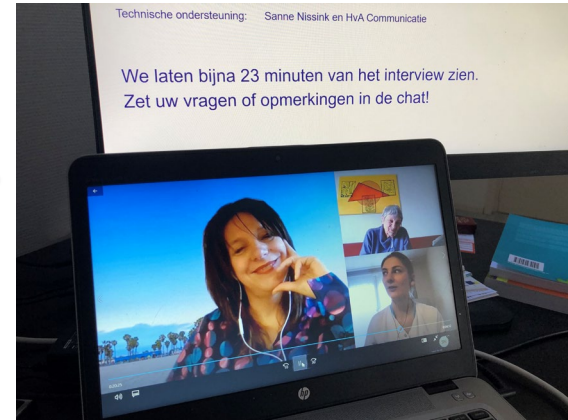 Technische ondersteuning: Sanne Nissink en HvA Communicatie
We laten bijna 23 minuten van het interview zien.
Zet uw vragen of opmerkingen in de chat!
hp